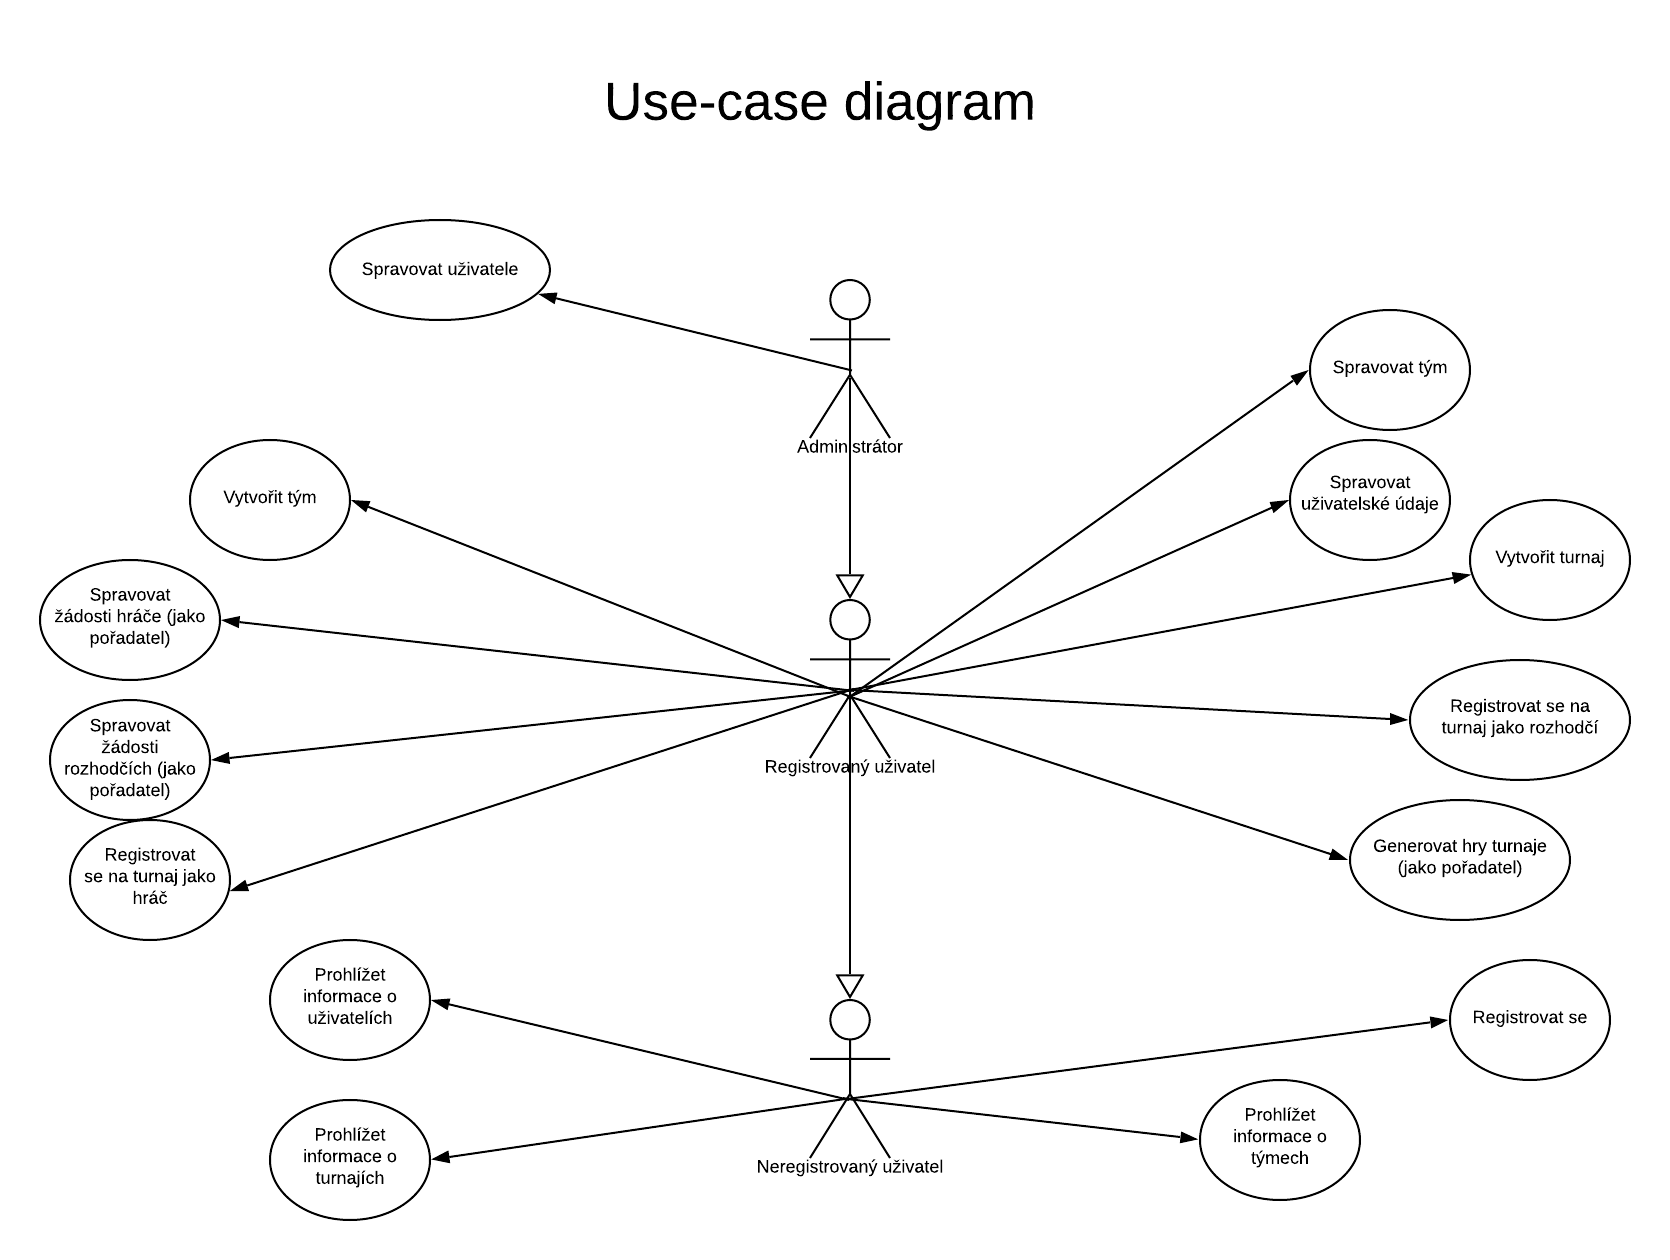 Use-case diagram
Spravovat uživatele
Administrátor
Spravovat tým
Vytvořit tým
Spravovat
uživatelské údaje
Vytvořit turnaj
Spravovat
žádosti hráče (jako
pořadatel)
Registrovaný uživatel
Registrovat se na
turnaj jako rozhodčí
Spravovat
žádosti
rozhodčích (jako
pořadatel)
Registrovat
se na turnaj jako
hráč
Generovat hry turnaje
(jako pořadatel)
Prohlížet
informace o
uživatelích
Registrovat se
Prohlížet
informace o
turnajích
Neregistrovaný uživatel
Prohlížet
informace o
týmech